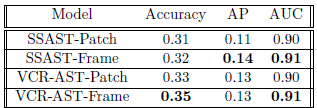 Model Accuracy AP AUC
SSAST-Patch 0.31 0.11 0.90
SSAST-Frame 0.32 0.14 0.91
VCR-AST-Patch 0.33 0.13 0.90
VCR-AST-Frame 0.35 0.13 0.91